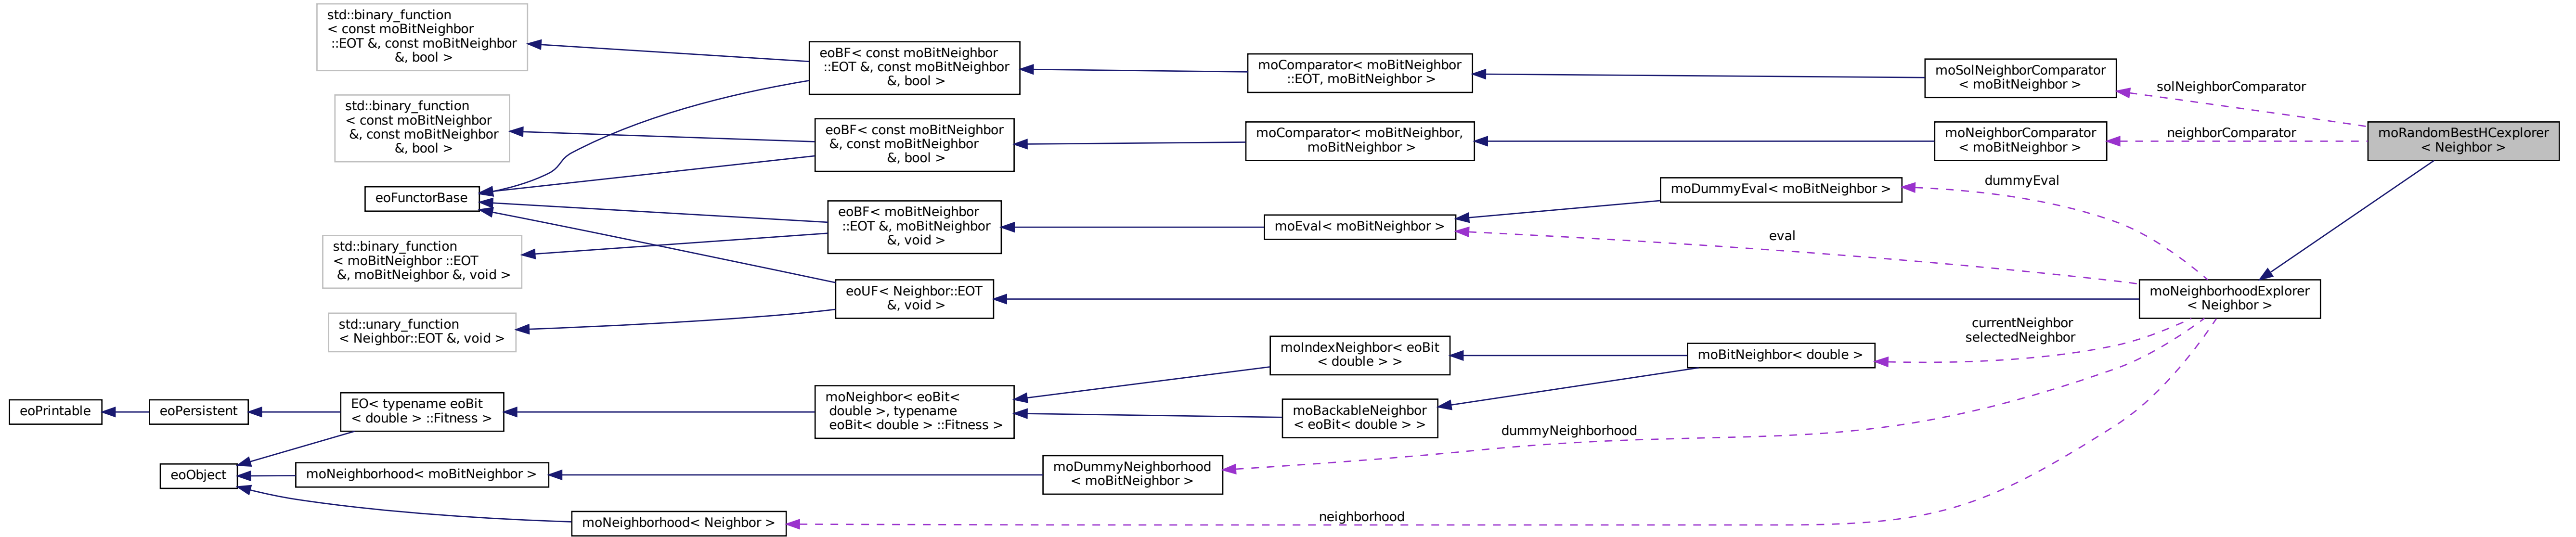 std::binary_function
< const moBitNeighbor
::EOT &, const moBitNeighbor
&, bool >
eoBF< const moBitNeighbor
::EOT &, const moBitNeighbor
&, bool >
moComparator< moBitNeighbor
::EOT, moBitNeighbor >
moSolNeighborComparator
< moBitNeighbor >
solNeighborComparator
std::binary_function
< const moBitNeighbor
&, const moBitNeighbor
&, bool >
eoBF< const moBitNeighbor
&, const moBitNeighbor
&, bool >
moComparator< moBitNeighbor,
moBitNeighbor >
moNeighborComparator
< moBitNeighbor >
neighborComparator
moRandomBestHCexplorer
< Neighbor >
eoFunctorBase
moDummyEval< moBitNeighbor >
dummyEval
eoBF< moBitNeighbor
::EOT &, moBitNeighbor
&, void >
moEval< moBitNeighbor >
eval
std::binary_function
< moBitNeighbor ::EOT
&, moBitNeighbor &, void >
eoUF< Neighbor::EOT
&, void >
moNeighborhoodExplorer
< Neighbor >
std::unary_function
< Neighbor::EOT &, void >
currentNeighbor
selectedNeighbor
moIndexNeighbor< eoBit
< double > >
moBitNeighbor< double >
eoPrintable
eoPersistent
EO< typename eoBit
< double > ::Fitness >
moNeighbor< eoBit<
double >, typename
eoBit< double > ::Fitness >
moBackableNeighbor
< eoBit< double > >
dummyNeighborhood
eoObject
moNeighborhood< moBitNeighbor >
moDummyNeighborhood
< moBitNeighbor >
moNeighborhood< Neighbor >
neighborhood